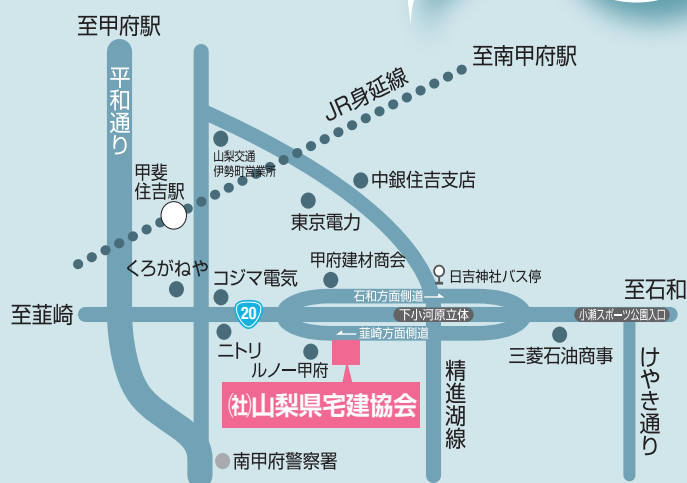 至甲府駅
至南甲府駅
平和通り
JR身延線
山梨交通
伊勢町営業所
甲斐
住吉駅
中銀住吉支店
東京電力
甲府建材商会
日吉神社バス停
くろがねや
コジマ電気
石和方面側道
至石和
至韮崎
20
下小河原立体
小瀬スポーツ公園入口
韮崎方面側道
ニトリ
ルノー甲府
三菱石油商事
㈳山梨県宅建協会
精進湖線
けやき通り
南甲府警察署